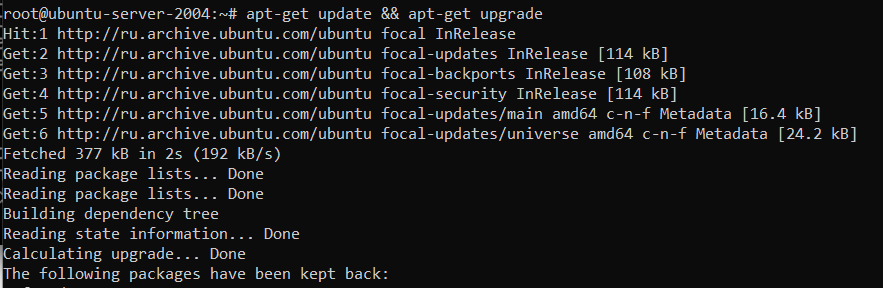 root@ubuntu-server-2004:~# apt-get update && apt-get upgrade
Hit:1 http://ru.archive.ubuntu.com/ubuntu focal InRelease
Get:2 http://ru.archive.ubuntu.com/ubuntu focal-updates InRelease [114 kB]
Get:3 http://ru.archive.ubuntu.com/ubuntu focal-backports InRelease [108 kB]
Get:4 http://ru.archive.ubuntu.com/ubuntu focal-security InRelease [114 kB]
Get:5 http://ru.archive.ubuntu.com/ubuntu focal-updates/main amd64 c-n-f Metadata [16.4 kB]
Get:6 http://ru.archive.ubuntu.com/ubuntu focal-updates/universe amd64 c-n-f Metadata [24.2 kB]
Fetched 377 kB in 2s (192 kB/s)
Reading package lists... Done
Reading package lists... Done
Building dependency tree
Reading state information... Done
Calculating upgrade... Done
The following packages have been kept back: